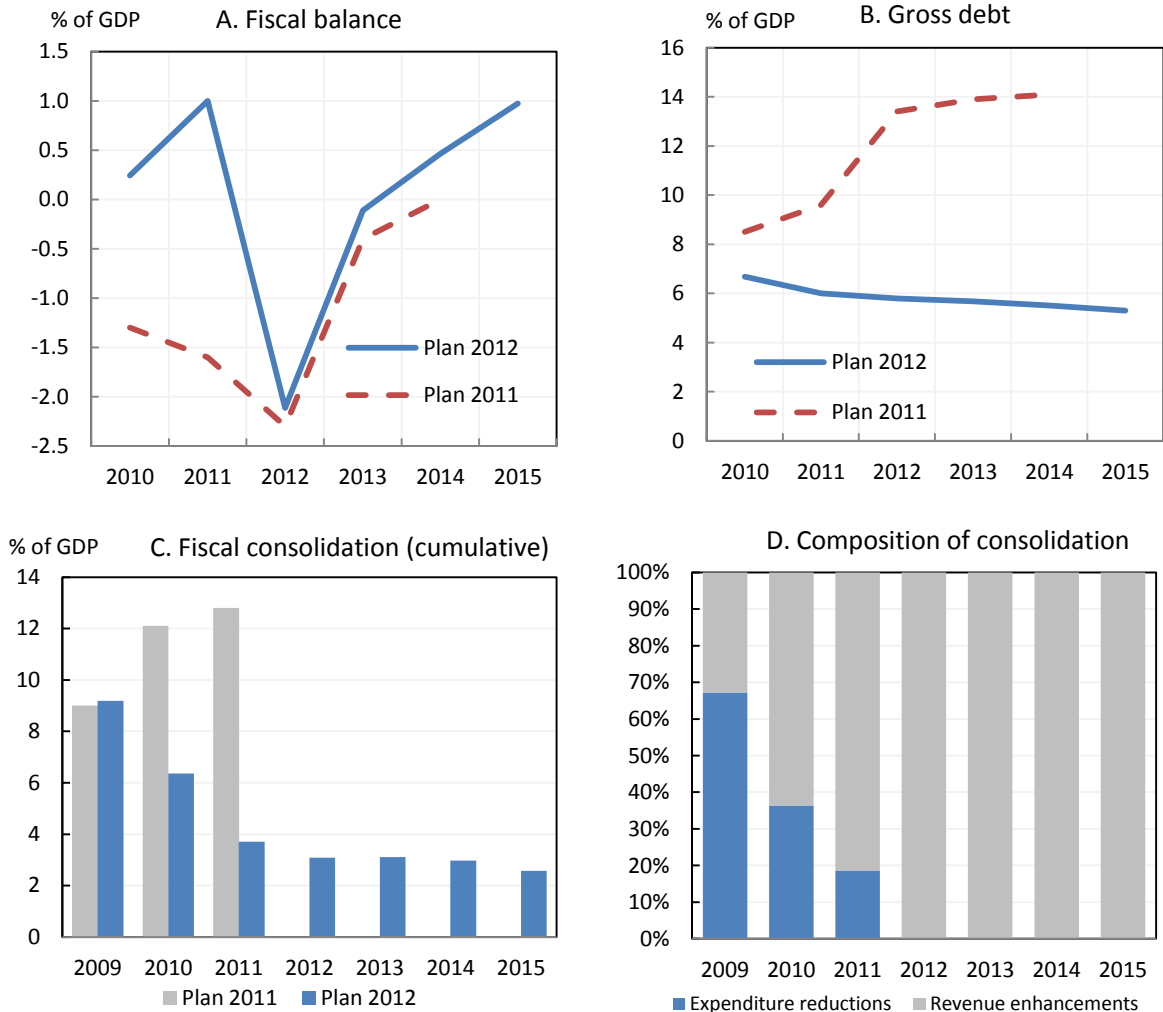 % of GDP
A. Fiscal balance
1.5
1.0
0.5
0.0
-0.5
-1.0
-1.5
-2.0
-2.5
Plan 2012
Plan 2011
2010 2011 2012 2013 2014 2015
% of GDP
B. Gross debt
16
14
12
10
8
6
4
2
0
Plan 2012
Plan 2011
2010 2011 2012 2013 2014 2015
% of GDP
C. Fiscal consolidation (cumulative)
14
12
10
8
6
4
2
0
2009 2010 2011 2012 2013 2014 2015
Plan 2011 Plan 2012
D. Composition of consolidation
100%
90%
80%
70%
60%
50%
40%
30%
20%
10%
0%
2009 2010 2011 2012 2013 2014 2015
Expenditure reductions Revenue enhancements